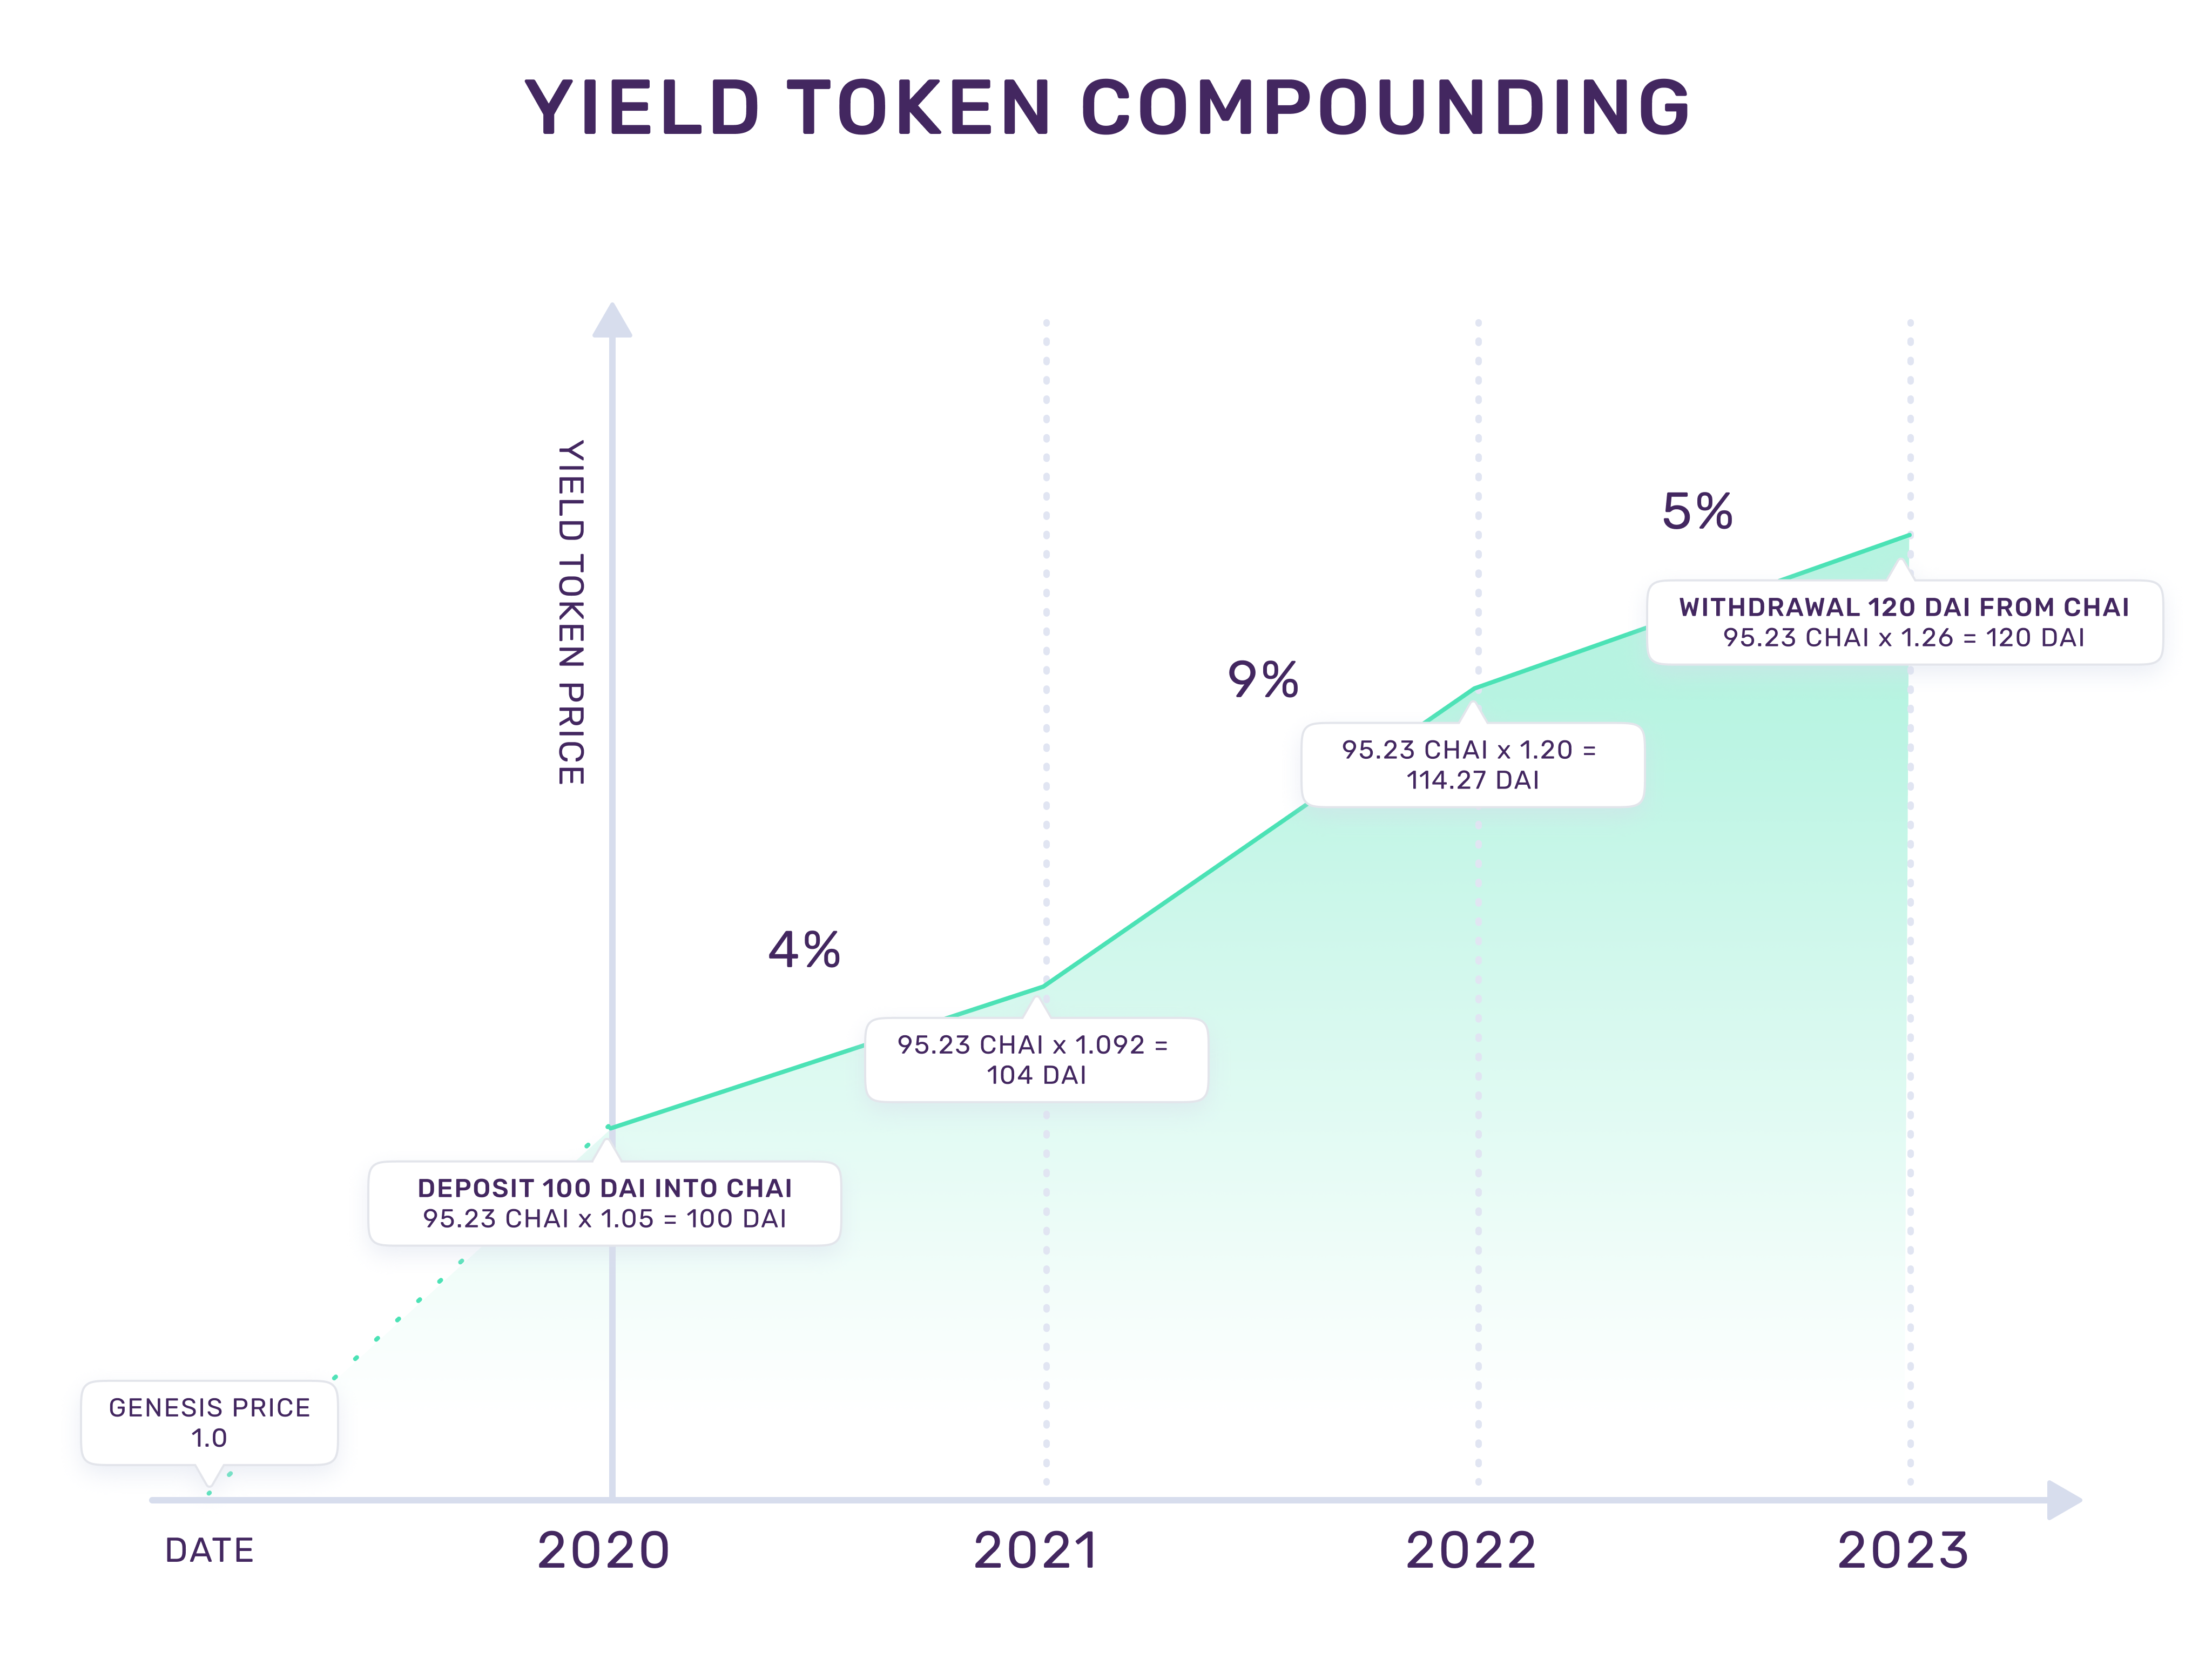 YIELD TOKEN COMPOUNDING
YIELD TOKEN PRICE
5%
WITHDRAWAL 120 DAI FROM CHAI
95.23 CHAI x 1.26 = 120 DAI
9%
95.23 CHAI x 1.20 =
114.27 DAI
4%
95.23 CHAI x 1.092 =
104 DAI
DEPOSIT 100 DAI INTO CHAI
95.23 CHAI x 1.05 = 100 DAI
GENESIS PRICE
1.0
DATE
2020
2021
2022
2023